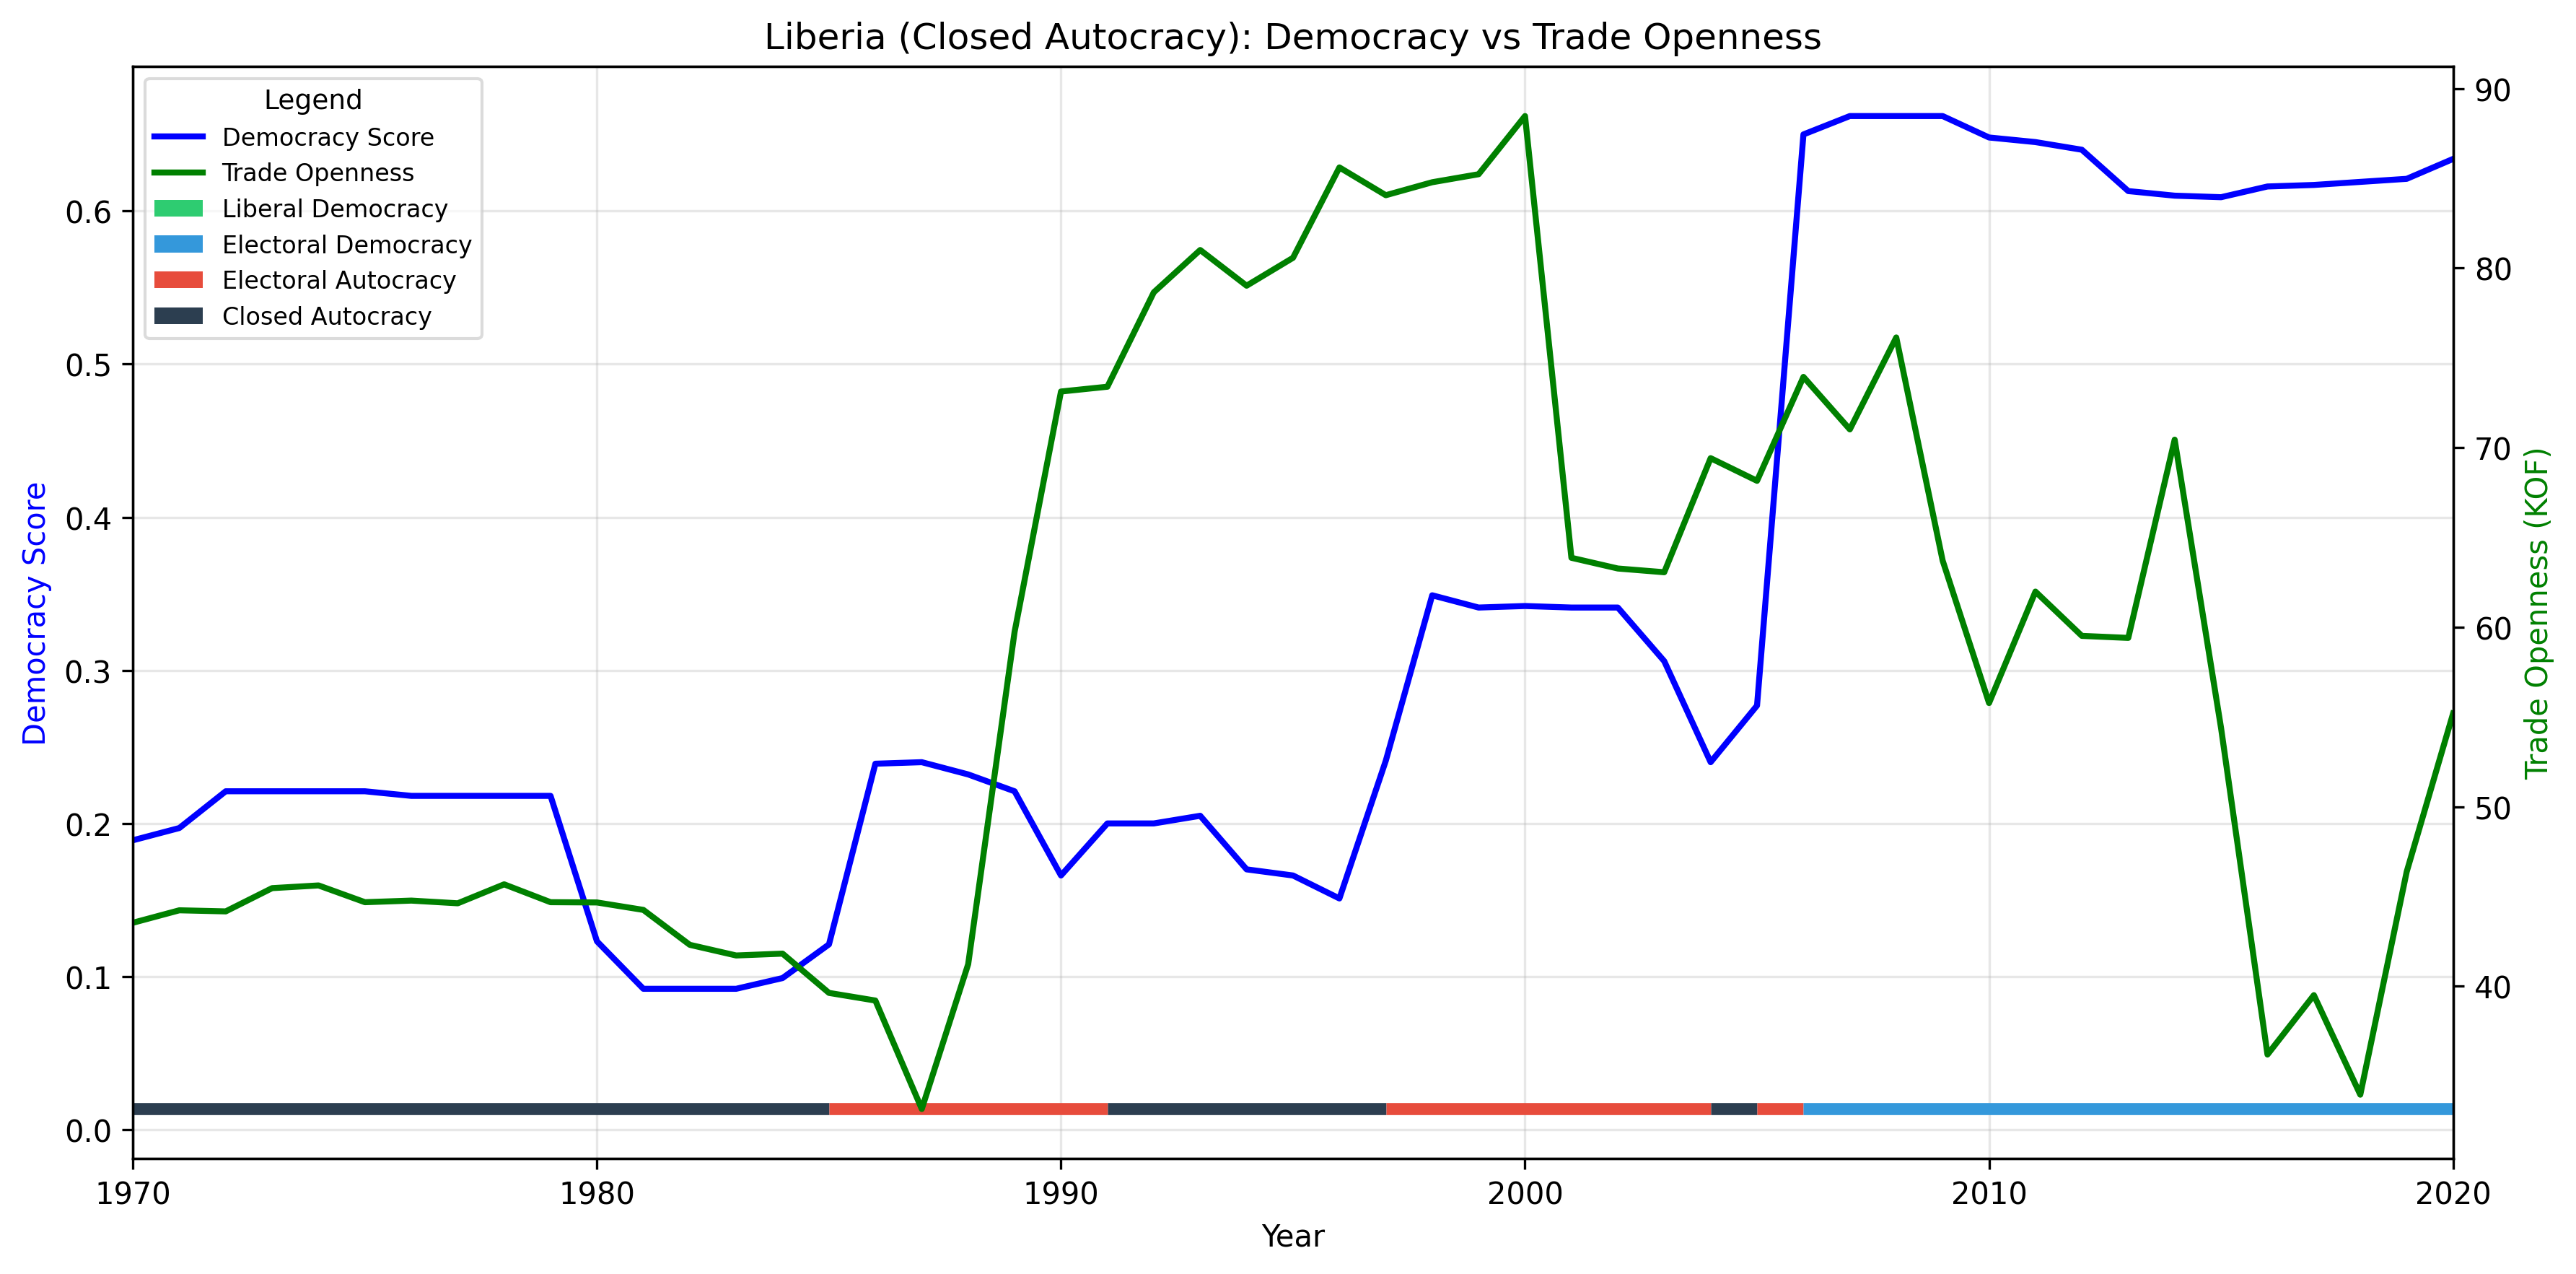 Liberia (Closed Autocracy): Democracy vs Trade Openness
Legend
Democracy Score
Trade Openness
Liberal Democracy
Electoral Democracy
Electoral Autocracy
Closed Autocracy
Democracy Score
0.6
0.5
0.4
0.3
0.2
0.1
0.0
90
80
70
60
50
40
Trade Openness (KOF)
1970 1980 1990 2000 2010 2020
Year